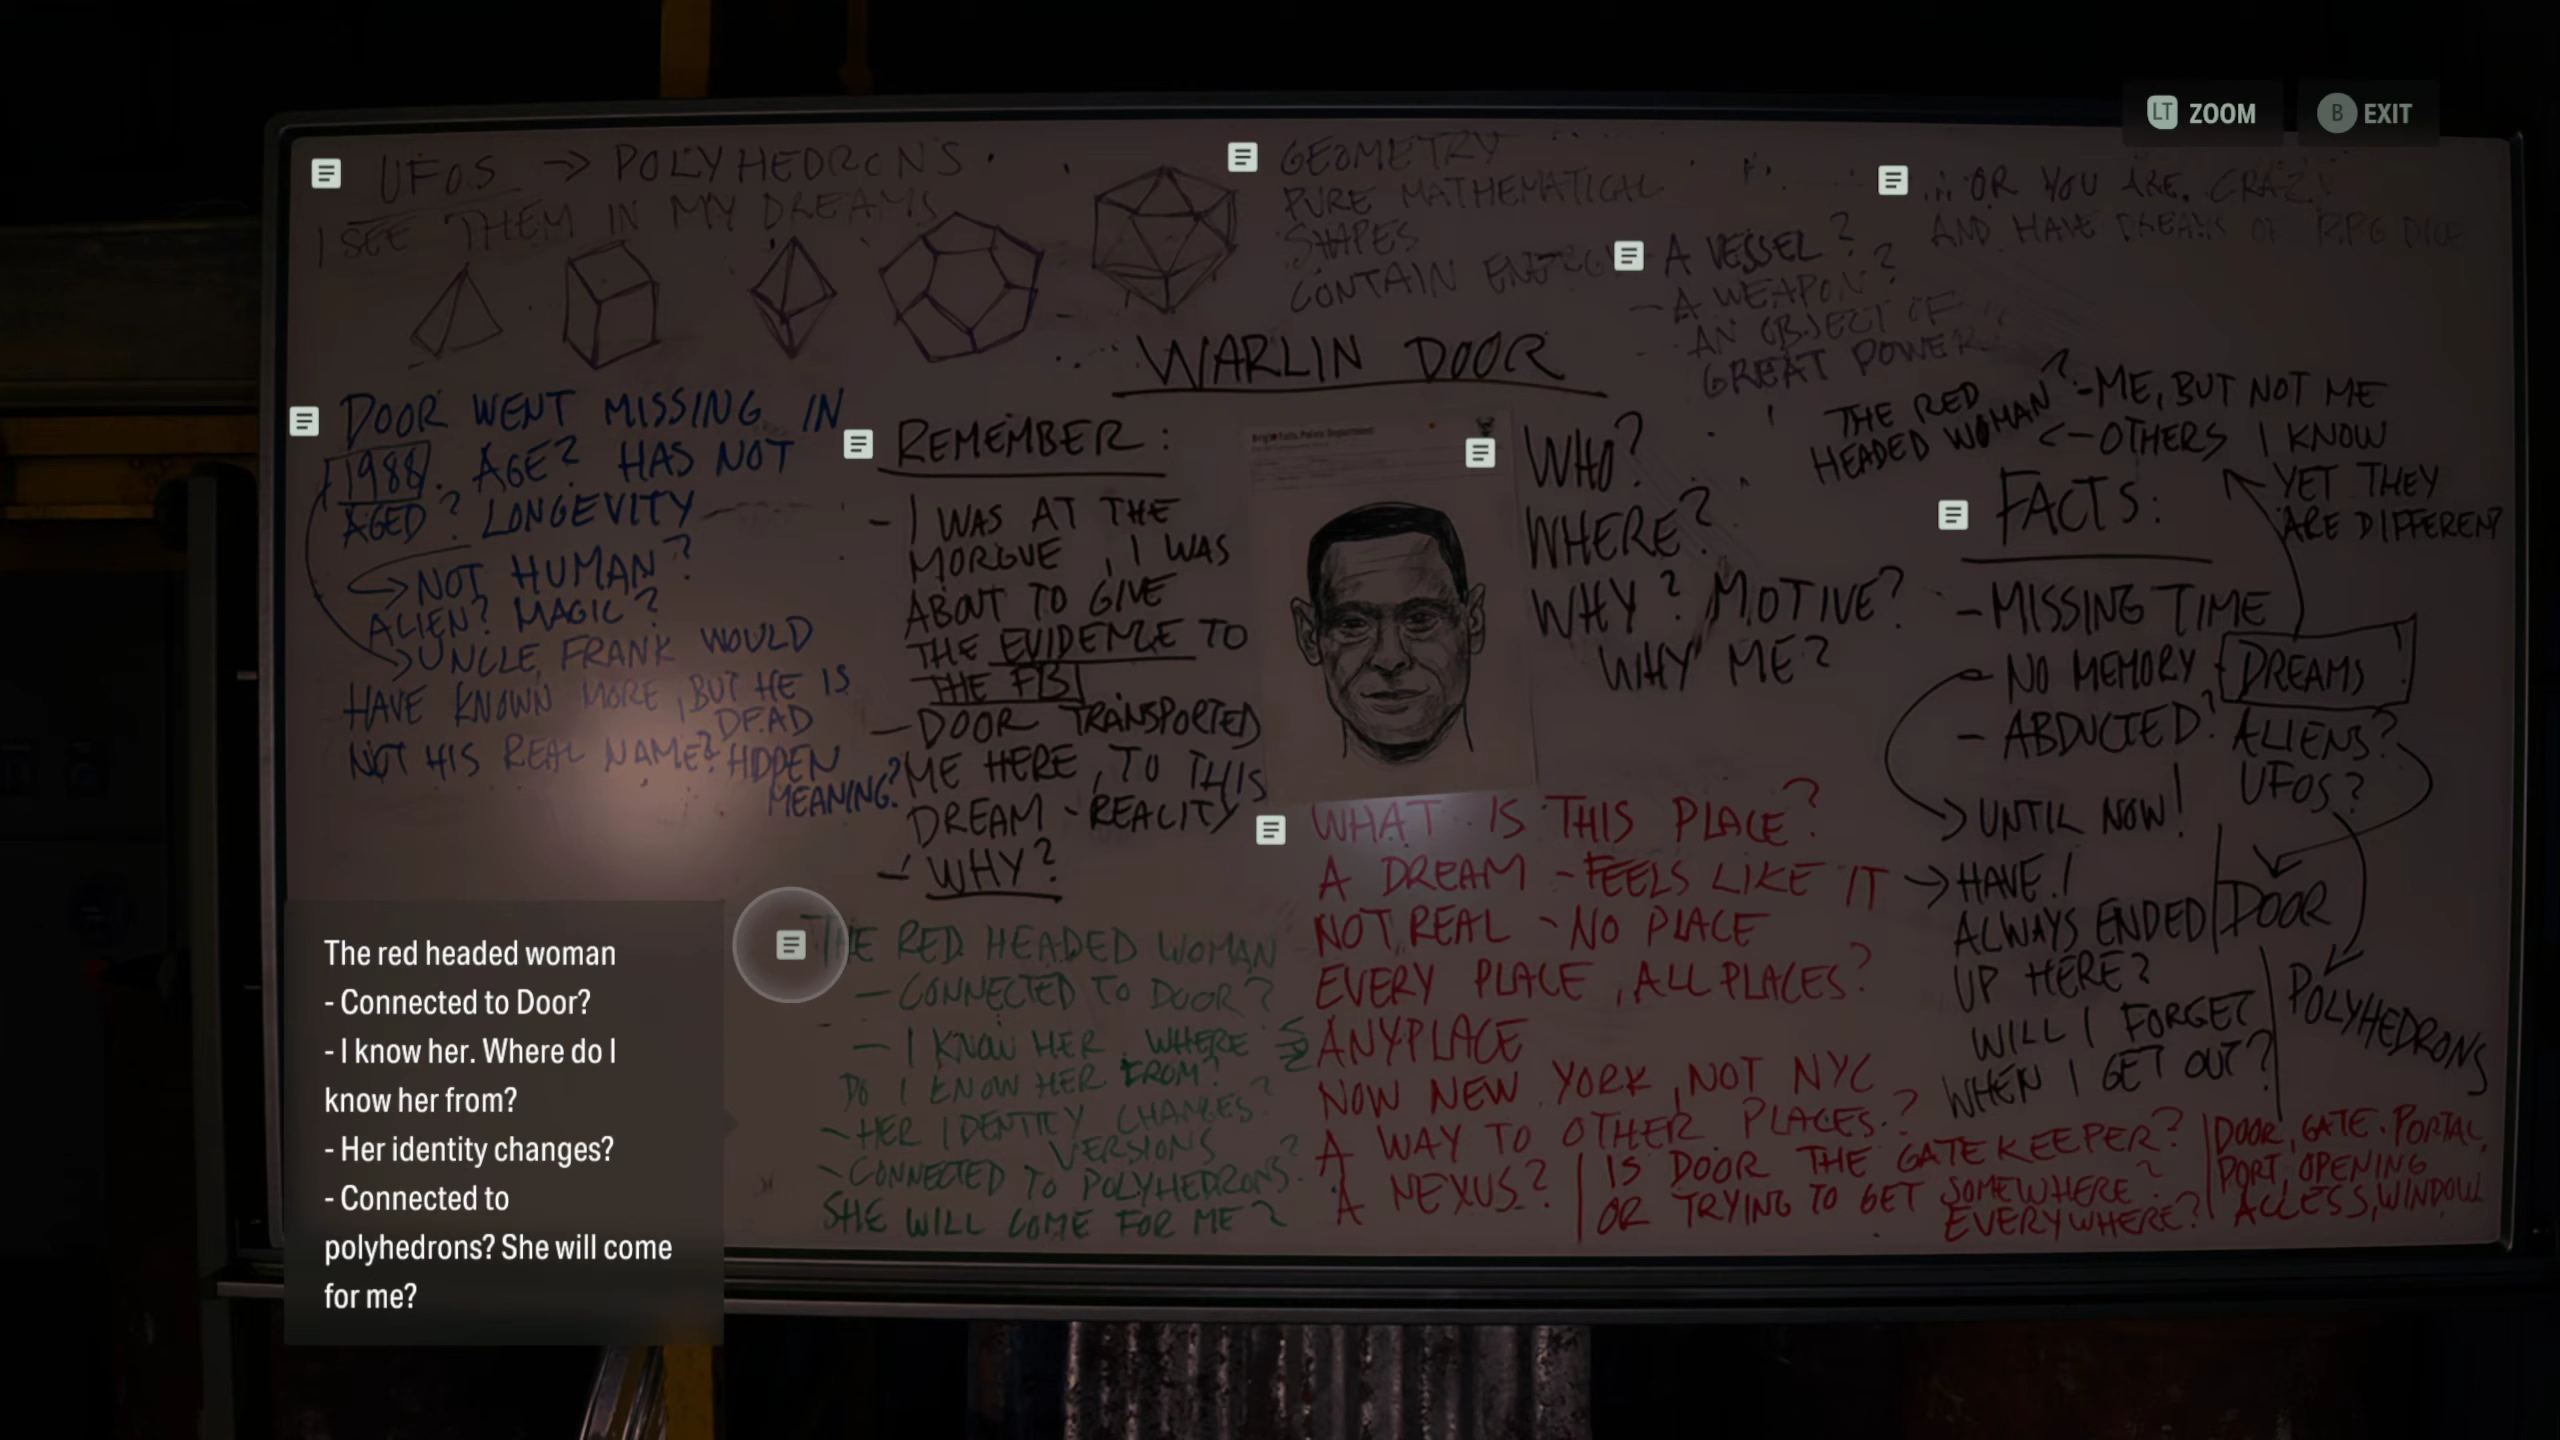 LT ZOOM
B EXIT
UFOS → POLYHEDRONS
I SEE THEM IN MY DREAMS
GEOMETRY
PURE MATHEMATICAL
SHAPES
CONTAIN ENERGY
A VESSEL?
- A WEAPON?
- AN OBJECT OF
GREAT POWER
... OR YOU ARE CRAZY
AND HAVE DREAMS OF RPG DICE
WARLIN DOOR
DOOR WENT MISSING IN
1988. AGE? HAS NOT
AGED? LONGEVITY
→ NOT HUMAN?
ALIEN? MAGIC?
→ UNCLE FRANK WOULD
HAVE KNOWN MORE, BUT HE IS
DEAD
NOT HIS REAL NAME? HIDDEN
MEANING?
REMEMBER:
- I WAS AT THE
MORGUE, I WAS
ABOUT TO GIVE
THE EVIDENCE TO
THE FBI
- DOOR TRANSPORTED
ME HERE, TO THIS
DREAM - REALITY
- WHY?
Bright Falls Police Department
WHO?
WHERE?
WHY? MOTIVE?
WHY ME?
THE RED
HEADED WOMAN?
- ME, BUT NOT ME
← OTHERS I KNOW
YET THEY
ARE DIFFERENT
FACTS:
- MISSING TIME
- NO MEMORY - DREAMS
- ABDUCTED? ALIENS?
UFOS?
→ UNTIL NOW!
→ HAVE I
ALWAYS ENDED
UP HERE?
WILL I FORGET
WHEN I GET OUT?
DOOR
POLYHEDRONS
THE RED HEADED WOMAN
- CONNECTED TO DOOR?
- I KNOW HER. WHERE
DO I KNOW HER FROM?
- HER IDENTITY CHANGES?
VERSIONS
- CONNECTED TO POLYHEDRONS?
SHE WILL COME FOR ME?
WHAT IS THIS PLACE?
A DREAM - FEELS LIKE IT
NOT REAL - NO PLACE
EVERY PLACE, ALL PLACES?
ANYPLACE
NOW NEW YORK, NOT NYC
A WAY TO OTHER PLACES?
A NEXUS?
IS DOOR THE GATEKEEPER?
OR TRYING TO GET SOMEWHERE?
EVERYWHERE?
DOOR, GATE, PORTAL,
PORT, OPENING
ACCESS, WINDOW
The red headed woman
- Connected to Door?
- I know her. Where do I
know her from?
- Her identity changes?
- Connected to
polyhedrons? She will come
for me?